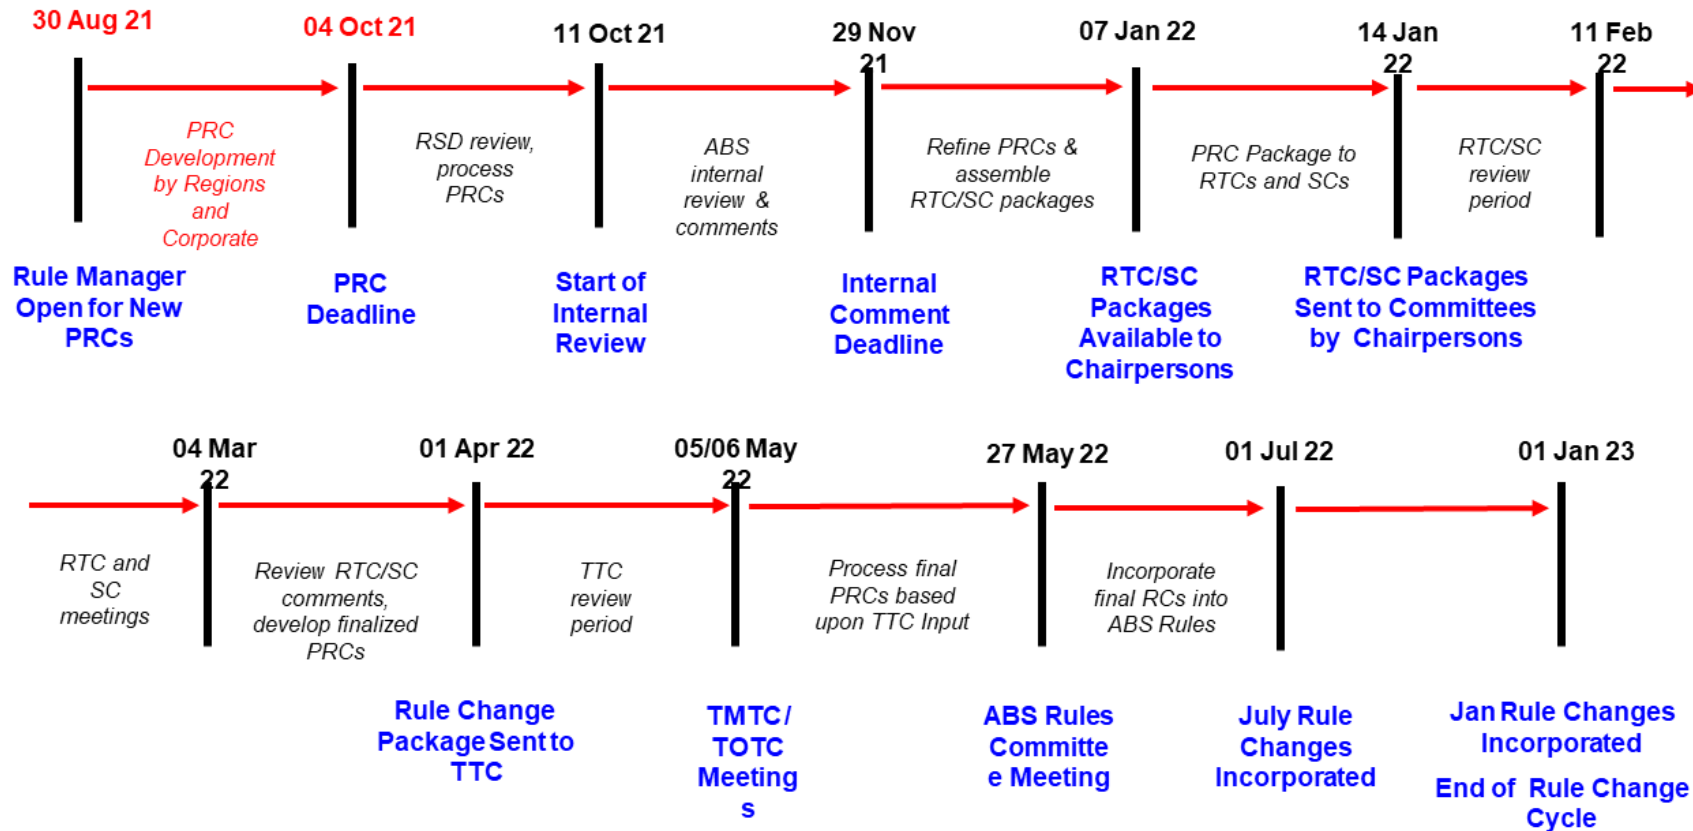 30 Aug 21
04 Oct 21
11 Oct 21
29 Nov
21
07 Jan 22
14 Jan
22
11 Feb
22
PRC
Development
by Regions
and
Corporate
RSD review,
process
PRCs
ABS
internal
review &
comments
Refine PRCs &
assemble
RTC/SC packages
PRC Package to
RTCs and SCs
RTC/SC
review
period
Rule Manager
Open for New
PRCs
PRC
Deadline
Start of
Internal
Review
Internal
Comment
Deadline
RTC/SC
Packages
Available to
Chairpersons
RTC/SC Packages
Sent to Committees
by Chairpersons
04 Mar
22
01 Apr 22
05/06 May
22
27 May 22
01 Jul 22
01 Jan 23
RTC and
SC
meetings
Review RTC/SC
comments,
develop finalized
PRCs
TTC
review
period
Process final
PRCs based
upon TTC Input
Incorporate
final RCs into
ABS Rules
Rule Change
Package Sent to
TTC
TMTC/
TOTC
Meeting
s
ABS Rules
Committe
e Meeting
July Rule
Changes
Incorporated
Jan Rule Changes
Incorporated
End of Rule Change
Cycle